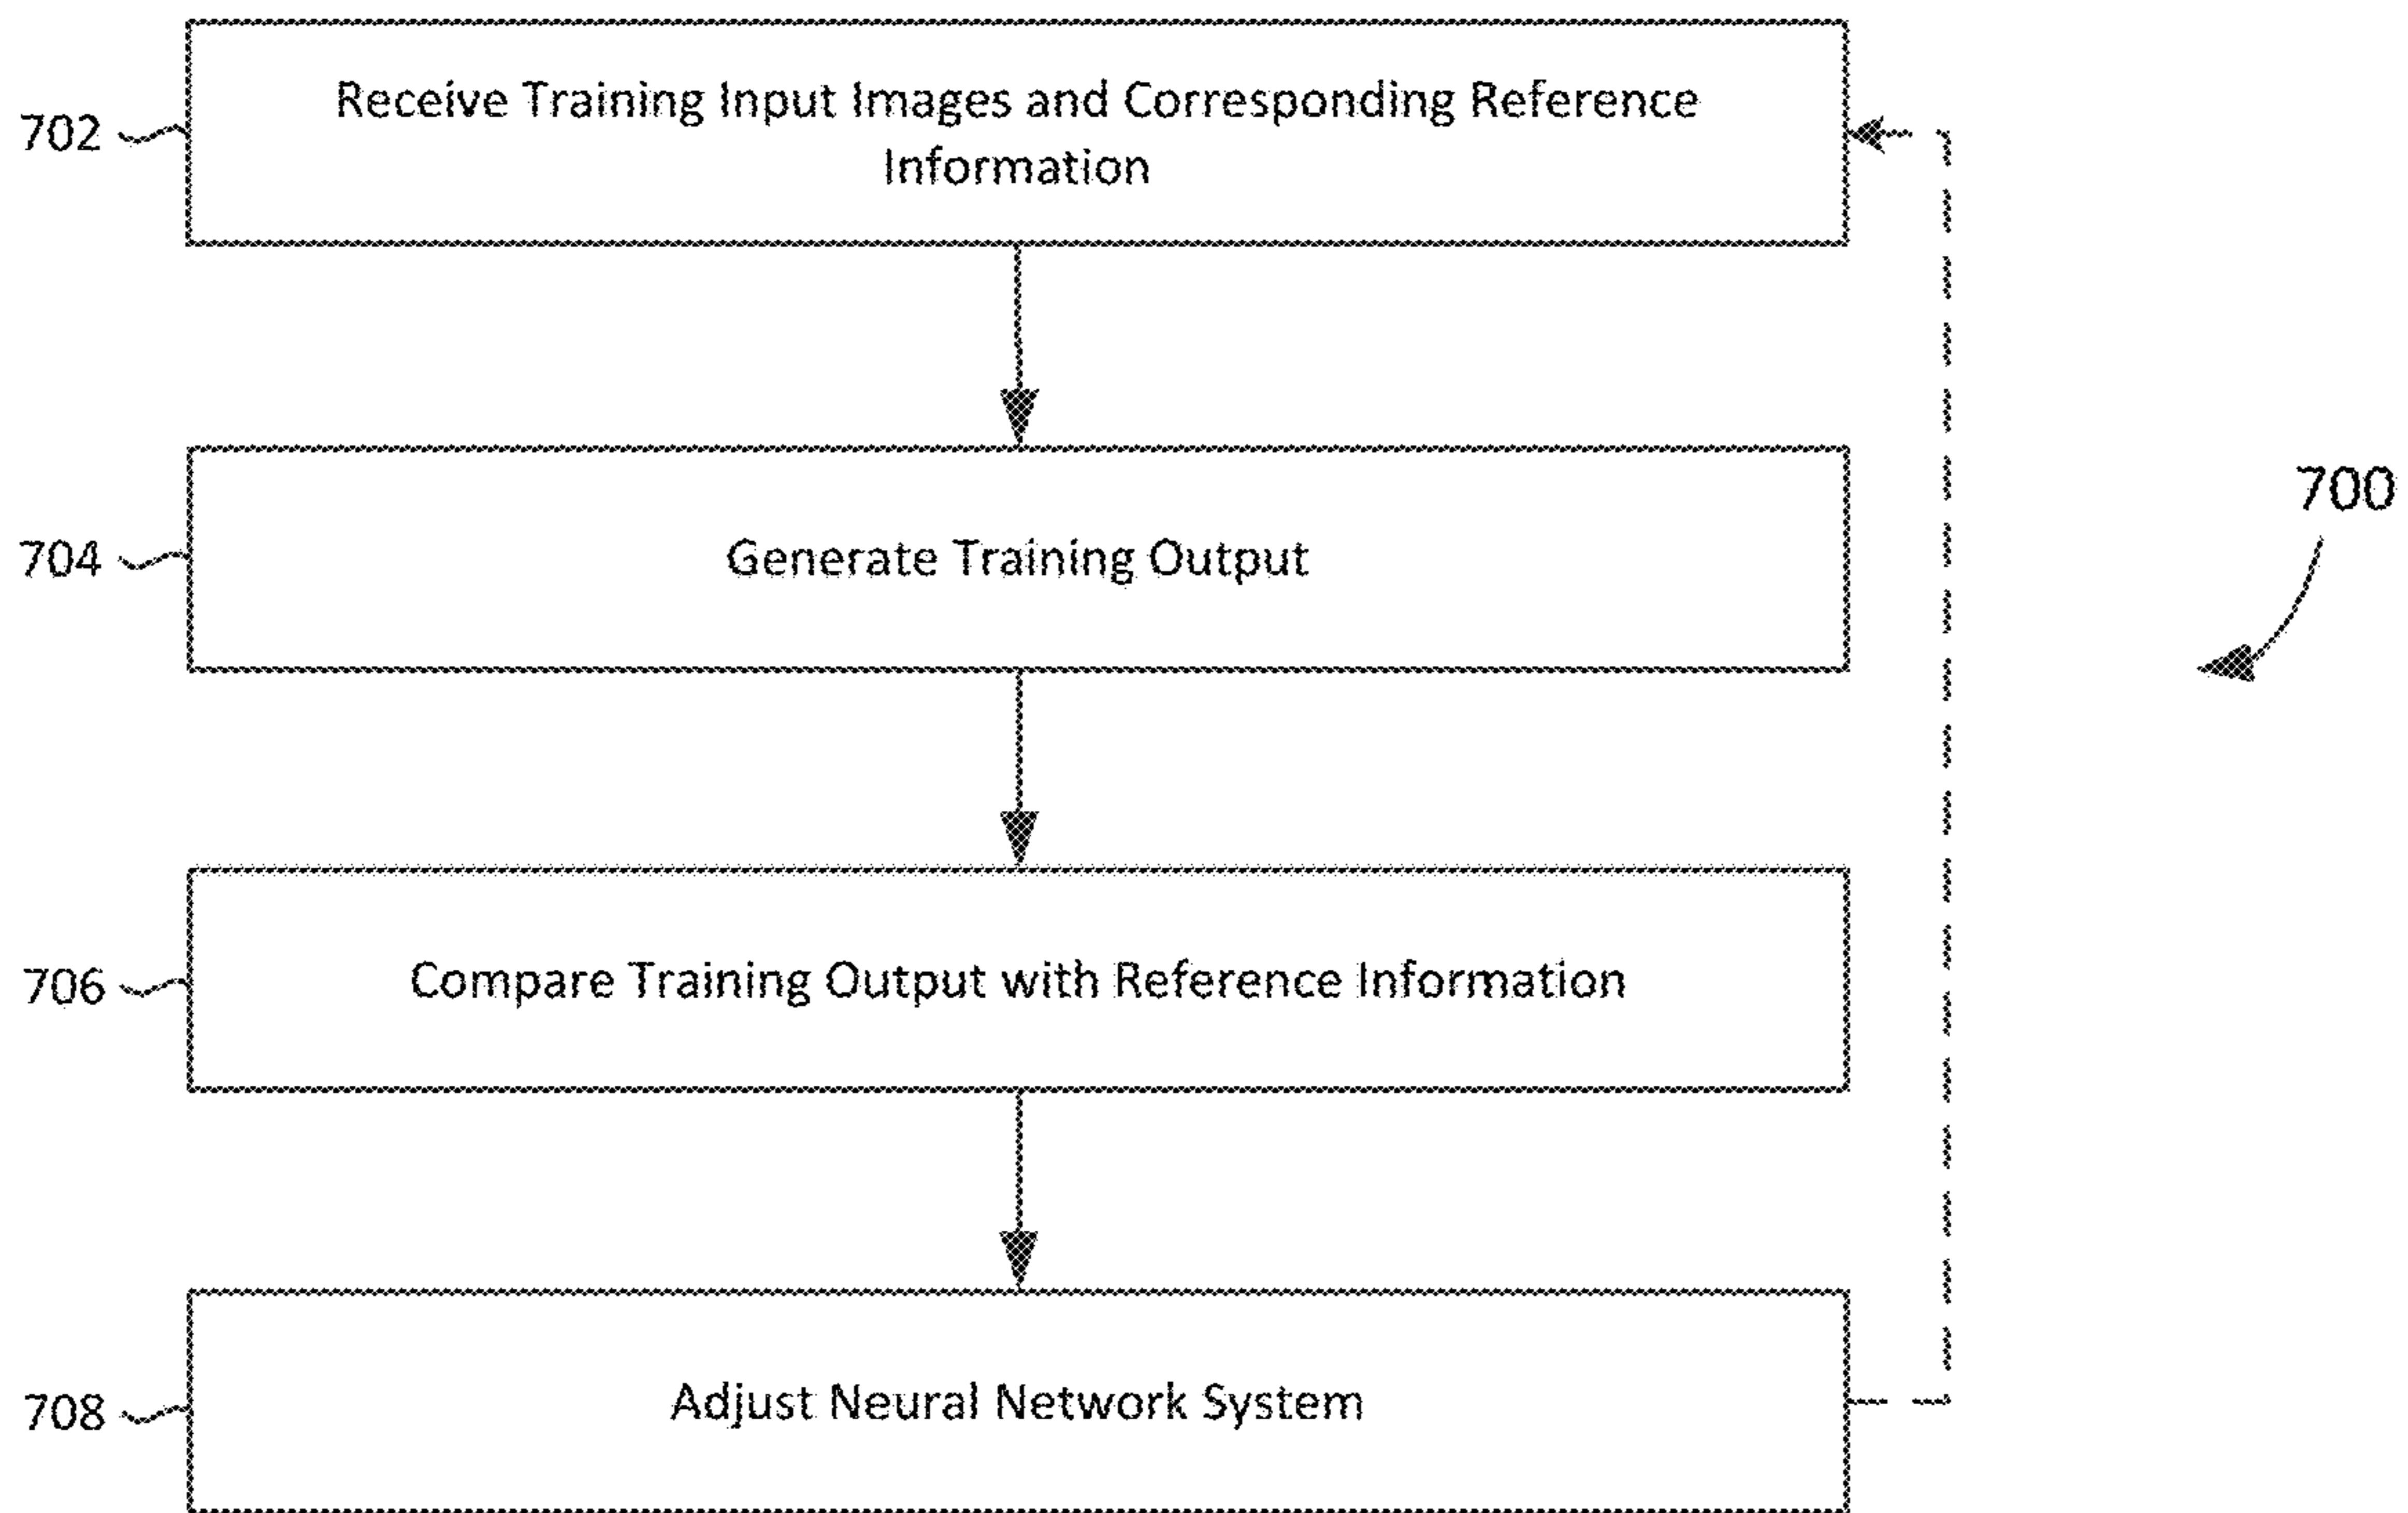 702
Receive Training Input Images and Corresponding Reference
Information
704
Generate Training Output
700
706
Compare Training Output with Reference Information
708
Adjust Neural Network System